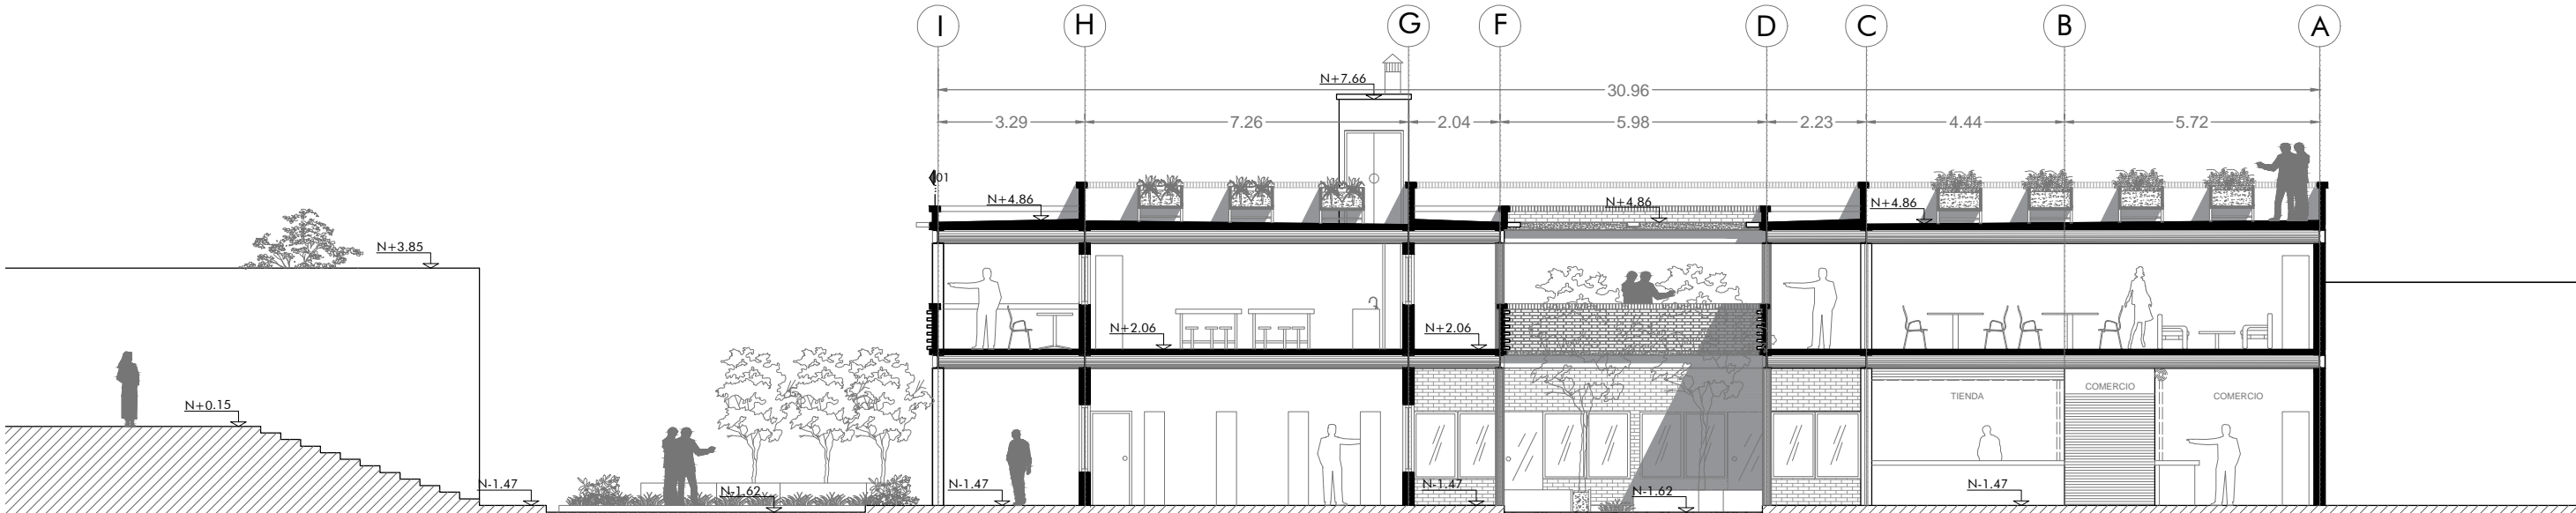 I H G F D C B A
N+7.66
30.96
3.29 7.26 2.04 5.98 2.23 4.44 5.72
01
N+4.86 N+4.86 N+4.86
N+3.85
N+2.06 N+2.06
COMERCIO
TIENDA COMERCIO
N+0.15
N-1.47 N-1.62 N-1.47 N-1.47 N-1.62 N-1.47